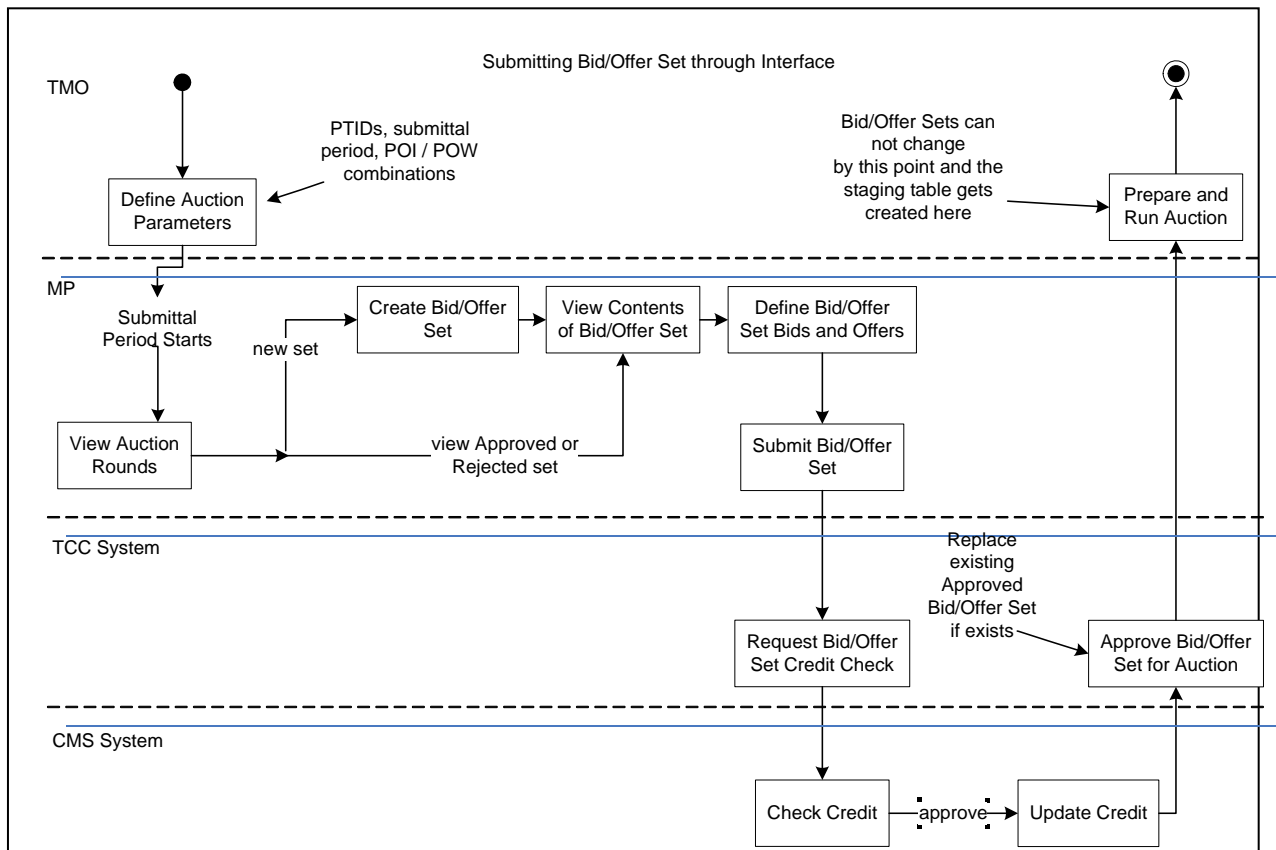 Submitting Bid/Offer Set through Interface
TMO
PTIDs, submittal
period, POI / POW
combinations
Define Auction
Parameters
Bid/Offer Sets can
not change
by this point and the
staging table gets
created here
Prepare and
Run Auction
MP
Submittal
Period Starts
new set
Create Bid/Offer
Set
View Contents
of Bid/Offer Set
Define Bid/Offer
Set Bids and Offers
View Auction
Rounds
view Approved or
Rejected set
Submit Bid/Offer
Set
TCC System
Replace
existing
Approved
Bid/Offer Set
if exists
Request Bid/Offer
Set Credit Check
Approve Bid/Offer
Set for Auction
CMS System
Check Credit
approve
Update Credit